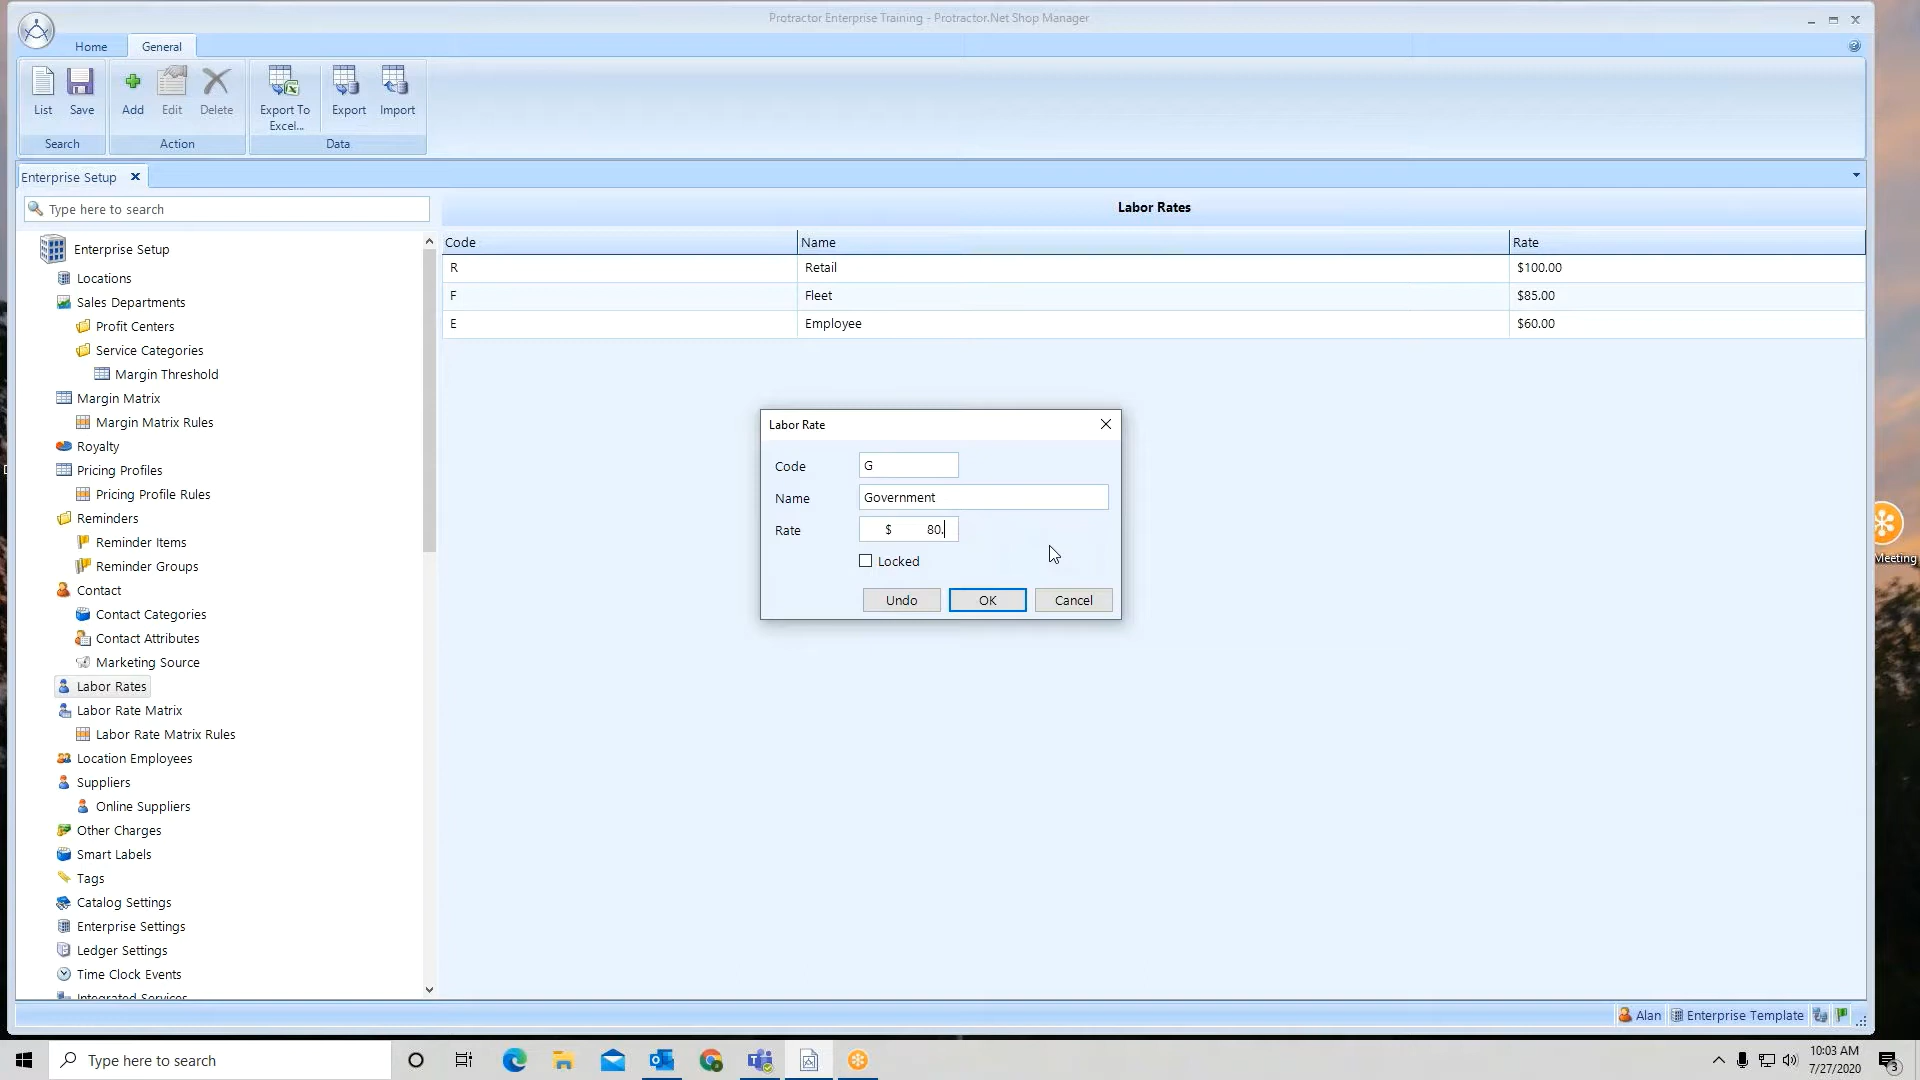 Protractor Enterprise Training - Protractor.Net Shop Manager
Home
General
List
Save
Add
Edit
Delete
Export To
Excel...
Export
Import
Search
Action
Data
Enterprise Setup
Type here to search
Labor Rates
Enterprise Setup
Locations
Sales Departments
Profit Centers
Service Categories
Margin Threshold
Margin Matrix
Margin Matrix Rules
Royalty
Pricing Profiles
Pricing Profile Rules
Reminders
Reminder Items
Reminder Groups
Contact
Contact Categories
Contact Attributes
Marketing Source
Labor Rates
Labor Rate Matrix
Labor Rate Matrix Rules
Location Employees
Suppliers
Online Suppliers
Other Charges
Smart Labels
Tags
Catalog Settings
Enterprise Settings
Ledger Settings
Time Clock Events
Integrated Services
Code Name Rate
R Retail $100.00
F Fleet $85.00
E Employee $60.00
Labor Rate
Code G
Name Government
Rate $ 80.
Locked
Undo OK Cancel
Meeting
Alan Enterprise Template
Type here to search
10:03 AM
7/27/2020
3